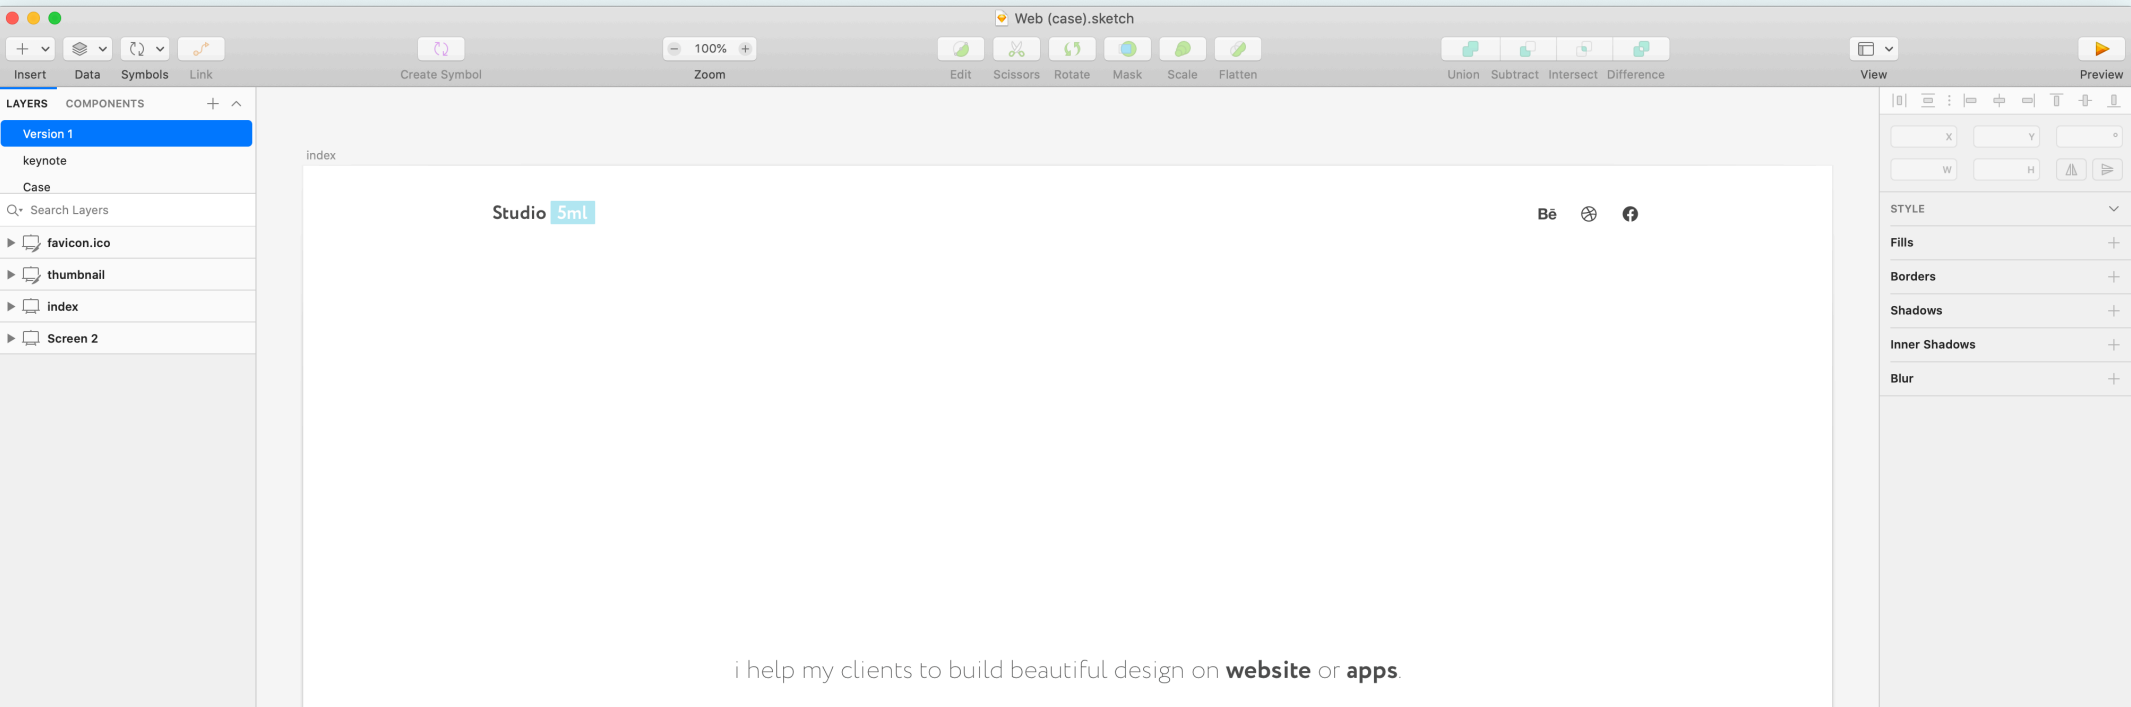 Web (case).sketch
100%
Insert Data Symbols Link Create Symbol Zoom Edit Scissors Rotate Mask Scale Flatten Union Subtract Intersect Difference View Preview
LAYERS COMPONENTS
Version 1
keynote
Case
Search Layers
favicon.ico
thumbnail
index
Screen 2
index
Studio 5ml
Bē
i help my clients to build beautiful design on website or apps.
X Y °
W H
STYLE
Fills
Borders
Shadows
Inner Shadows
Blur